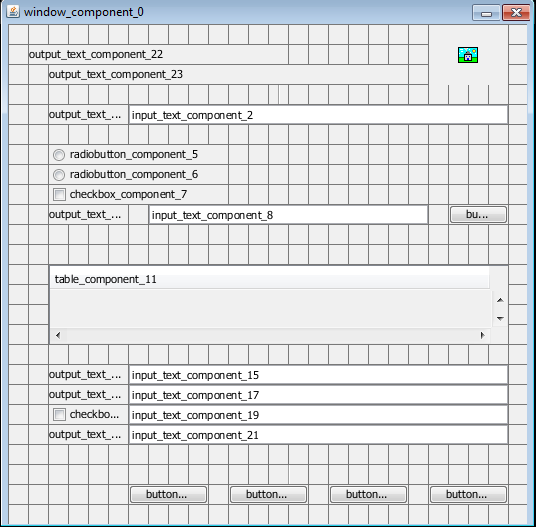 window_component_0
output_text_component_22
output_text_component_23
output_text_... input_text_component_2
radiobutton_component_5
radiobutton_component_6
checkbox_component_7
output_text_... input_text_component_8 bu...
table_component_11
output_text_... input_text_component_15
output_text_... input_text_component_17
checkbo... input_text_component_19
output_text_... input_text_component_21
button... button... button... button...